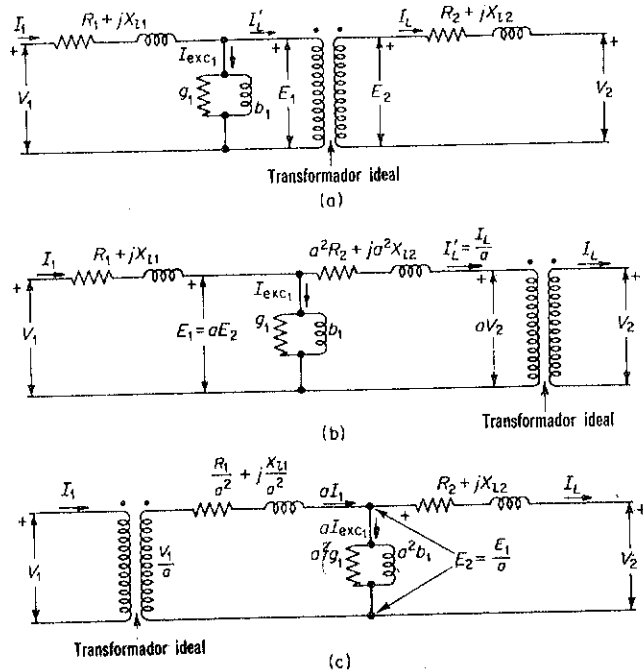 I₁ R₁ + jXl1 I′L IL R₂ + jXl2
+ Iexc₁ + + +
V₁ g₁ b₁ E₁ E₂ V₂
Transformador ideal
(a)
I₁ R₁ + jXl1 a²R₂ + ja²Xl2 I′L = IL/a IL
+ + Iexc₁ + +
V₁ E₁ = aE₂ g₁ b₁ aV₂ V₂
Transformador ideal
(b)
I₁ R₁/a² + j Xl1/a² aI₁ R₂ + jXl2 IL
+ aIexc₁ + +
V₁ V₁/a a²g₁ a²b₁ E₂ = E₁/a V₂
Transformador ideal
(c)